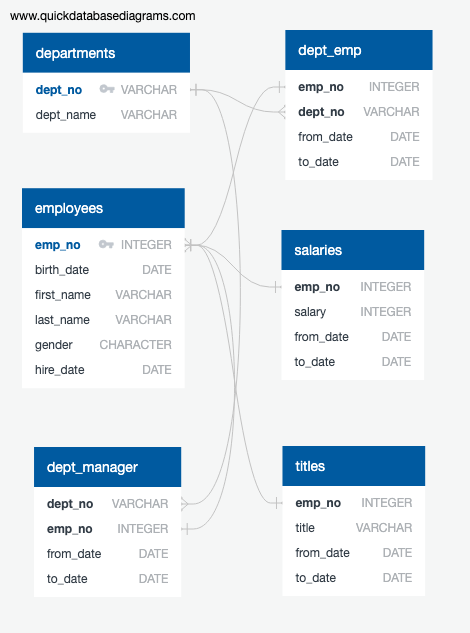 www.quickdatabasediagrams.com
departments
dept_no VARCHAR
dept_name VARCHAR
dept_emp
emp_no INTEGER
dept_no VARCHAR
from_date DATE
to_date DATE
employees
emp_no INTEGER
birth_date DATE
first_name VARCHAR
last_name VARCHAR
gender CHARACTER
hire_date DATE
salaries
emp_no INTEGER
salary INTEGER
from_date DATE
to_date DATE
dept_manager
dept_no VARCHAR
emp_no INTEGER
from_date DATE
to_date DATE
titles
emp_no INTEGER
title VARCHAR
from_date DATE
to_date DATE